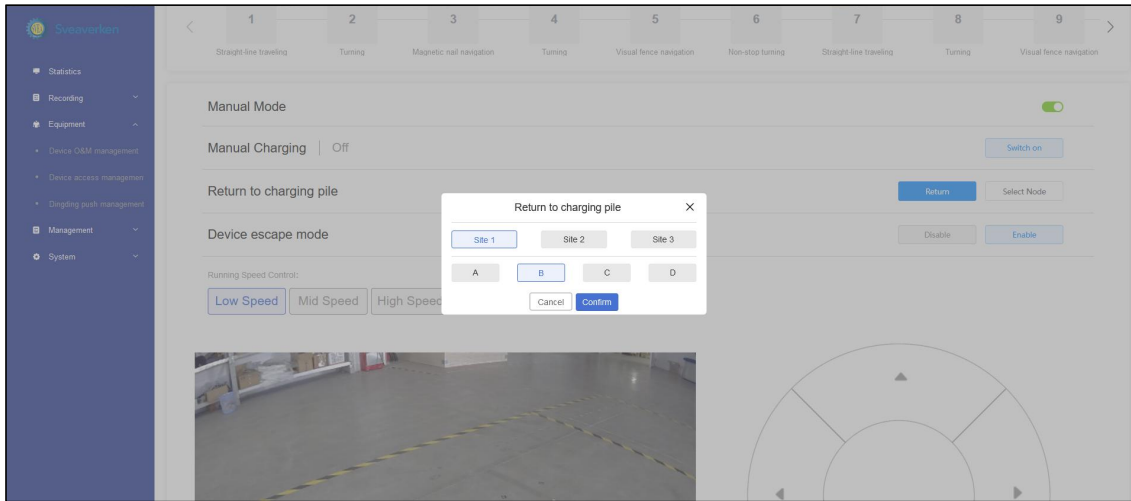 Sveaverken
1 2 3 4 5 6 7 8 9
Straight-line traveling Turning Magnetic nail navigation Turning Visual fence navigation Non-stop turning Straight-line traveling Turning Visual fence navigation
Statistics
Recording
Equipment
Device O&M management
Device access managemen
Dingding push management
Management
System
Manual Mode
Manual Charging | Off Switch on
Return to charging pile Return Select Node
Device escape mode Disable Enable
Running Speed Control:
Low Speed Mid Speed High Speed
Return to charging pile
Site 1 Site 2 Site 3
A B C D
Cancel Confirm